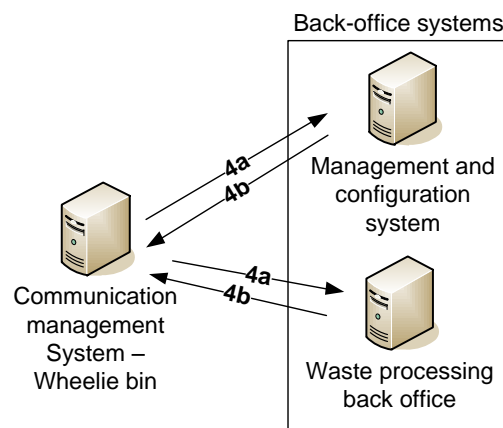 Back-office systems
4a
4b
Management and
configuration
system
4a
4b
Communication
management
System –
Wheelie bin
Waste processing
back office